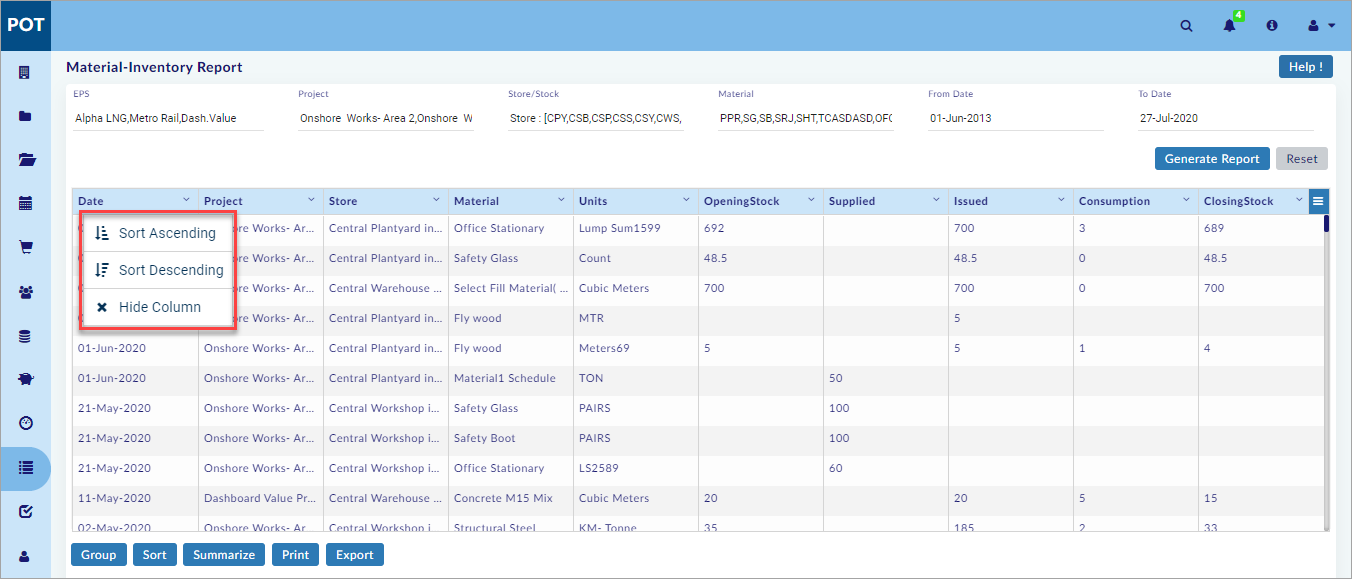 POT
4
Material-Inventory Report
Help !
EPS Project Store/Stock Material From Date To Date
Alpha LNG,Metro Rail,Dash.Value Onshore Works- Area 2,Onshore W Store : [CPY,CSB,CSP,CSS,CSY,CWS, PPR,SG,SB,SRJ,SHT,TCASDASD,OFC 01-Jun-2013 27-Jul-2020
Generate Report Reset
Date Project Store Material Units OpeningStock Supplied Issued Consumption ClosingStock
ore Works- Ar... Central Plantyard in... Office Stationary Lump Sum1599 692 700 3 689
Sort Ascending
ore Works- Ar... Central Plantyard in... Safety Glass Count 48.5 48.5 0 48.5
Sort Descending
ore Works- Ar... Central Warehouse ... Select Fill Material( ... Cubic Meters 700 700 0 700
Hide Column
ore Works- Ar... Central Plantyard in... Fly wood MTR 5
01-Jun-2020 Onshore Works- Ar... Central Plantyard in... Fly wood Meters69 5 5 1 4
01-Jun-2020 Onshore Works- Ar... Central Plantyard in... Material1 Schedule TON 50
21-May-2020 Onshore Works- Ar... Central Workshop i... Safety Glass PAIRS 100
21-May-2020 Onshore Works- Ar... Central Workshop i... Safety Boot PAIRS 100
21-May-2020 Onshore Works- Ar... Central Workshop i... Office Stationary LS2589 60
11-May-2020 Dashboard Value Pr... Central Warehouse ... Concrete M15 Mix Cubic Meters 20 20 5 15
02-May-2020 Onshore Works- Ar... Central Workshop i... Structural Steel KM- Tonne 35 185 2 33
Group Sort Summarize Print Export